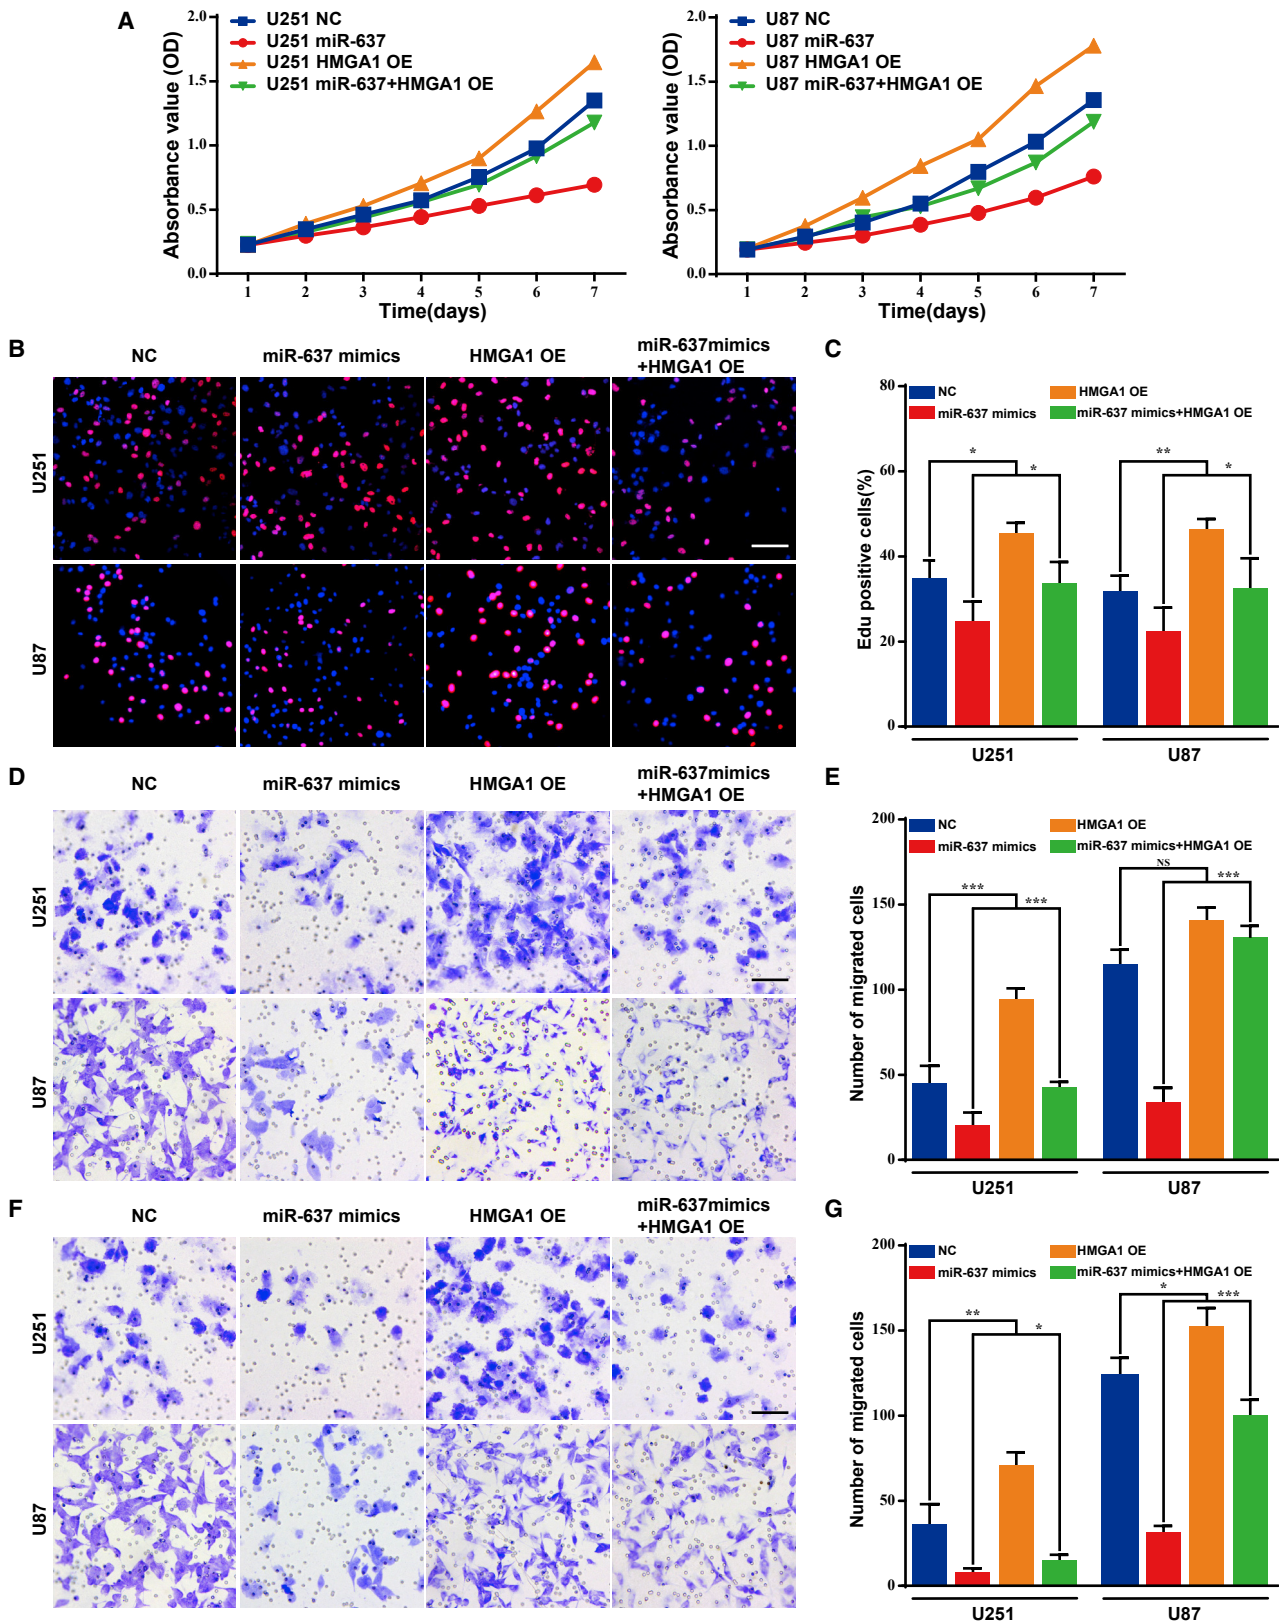 A
U251 NC
U251 miR-637
U251 HMGA1 OE
U251 miR-637+HMGA1 OE
Absorbance value (OD)
2.0
1.5
1.0
0.5
0.0
1 2 3 4 5 6 7
Time(days)
U87 NC
U87 miR-637
U87 HMGA1 OE
U87 miR-637+HMGA1 OE
Absorbance value (OD)
2.0
1.5
1.0
0.5
0.0
1 2 3 4 5 6 7
Time(days)
B
NC
miR-637 mimics
HMGA1 OE
miR-637mimics
+HMGA1 OE
U251
U87
C
NC
HMGA1 OE
miR-637 mimics
miR-637 mimics+HMGA1 OE
Edu positive cells(%)
80
60
40
20
0
* * ** *
U251 U87
D
NC
miR-637 mimics
HMGA1 OE
miR-637mimics
+HMGA1 OE
U251
U87
E
NC
HMGA1 OE
miR-637 mimics
miR-637 mimics+HMGA1 OE
Number of migrated cells
200
150
100
50
0
*** *** NS ***
U251 U87
F
NC
miR-637 mimics
HMGA1 OE
miR-637mimics
+HMGA1 OE
U251
U87
G
NC
HMGA1 OE
miR-637 mimics
miR-637 mimics+HMGA1 OE
Number of migrated cells
200
150
100
50
0
** * * ***
U251 U87